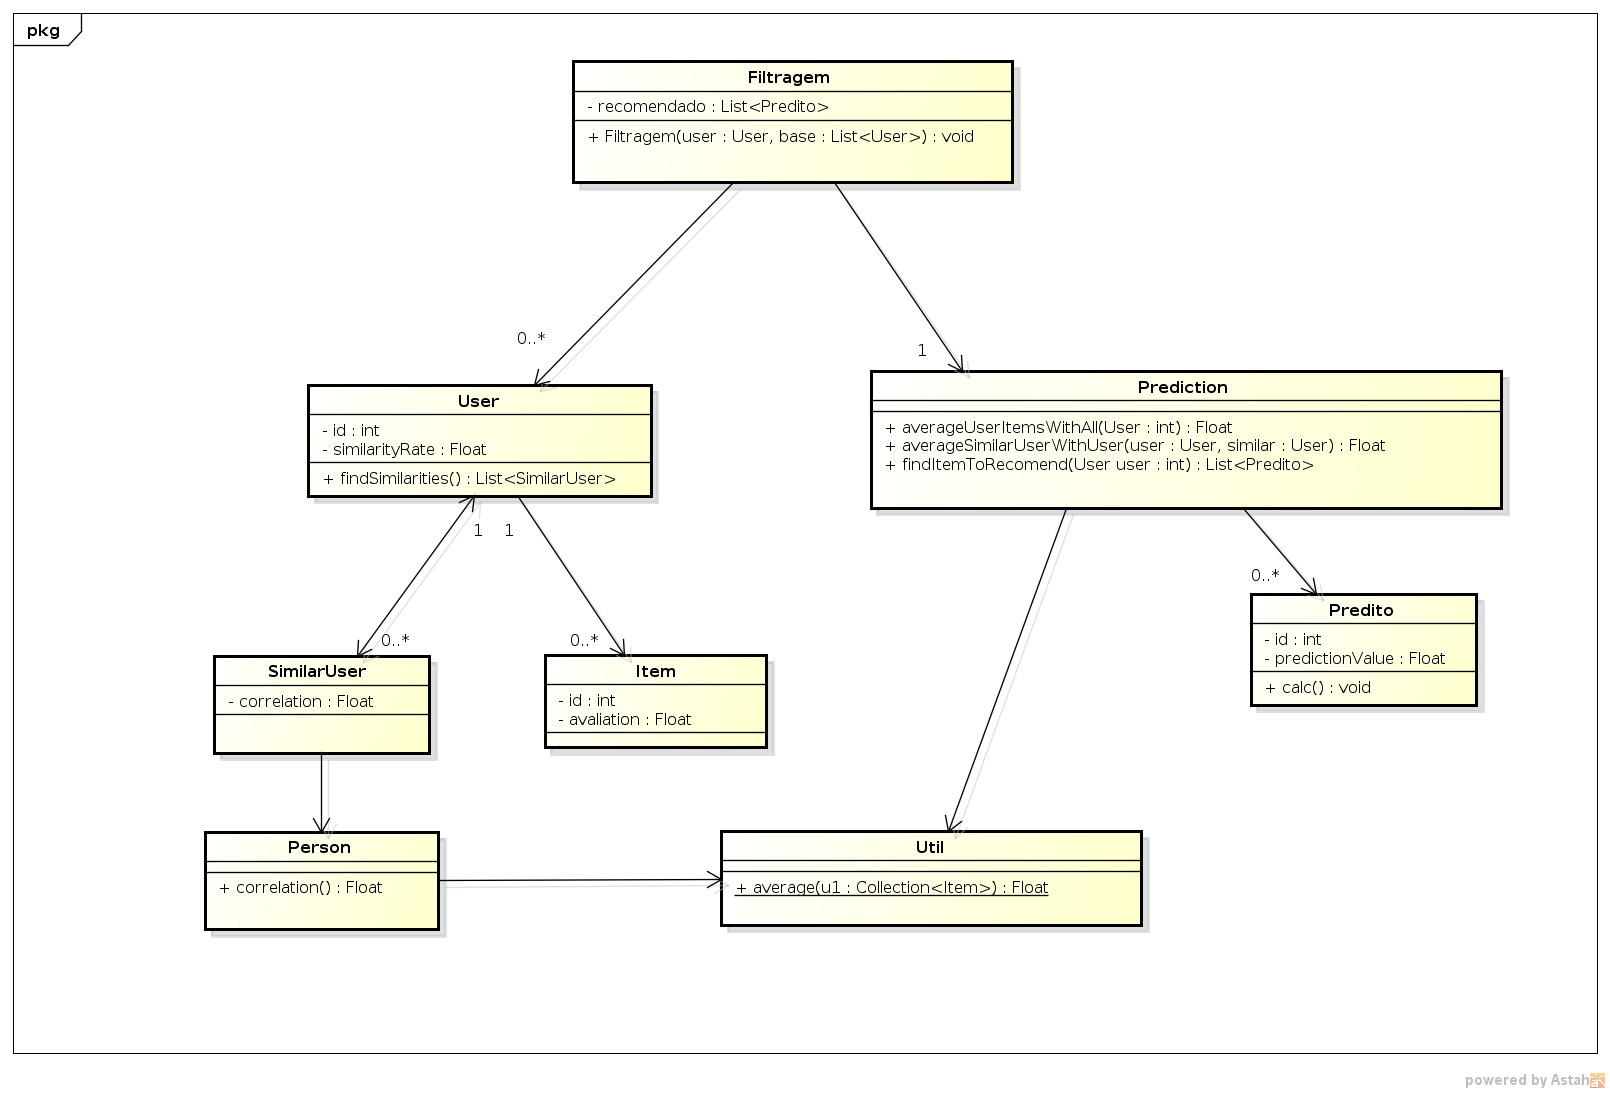 pkg
Filtragem
- recomendado : List<Predito>
+ Filtragem(user : User, base : List<User>) : void
0..*
1
User
- id : int
- similarityRate : Float
+ findSimilarities() : List<SimilarUser>
Prediction
+ averageUserItemsWithAll(User : int) : Float
+ averageSimilarUserWithUser(user : User, similar : User) : Float
+ findItemToRecomend(User user : int) : List<Predito>
1
1
0..*
0..*
0..*
SimilarUser
- correlation : Float
Item
- id : int
- avaliation : Float
Predito
- id : int
- predictionValue : Float
+ calc() : void
Person
+ correlation() : Float
Util
+ average(u1 : Collection<Item>) : Float
powered by Astah